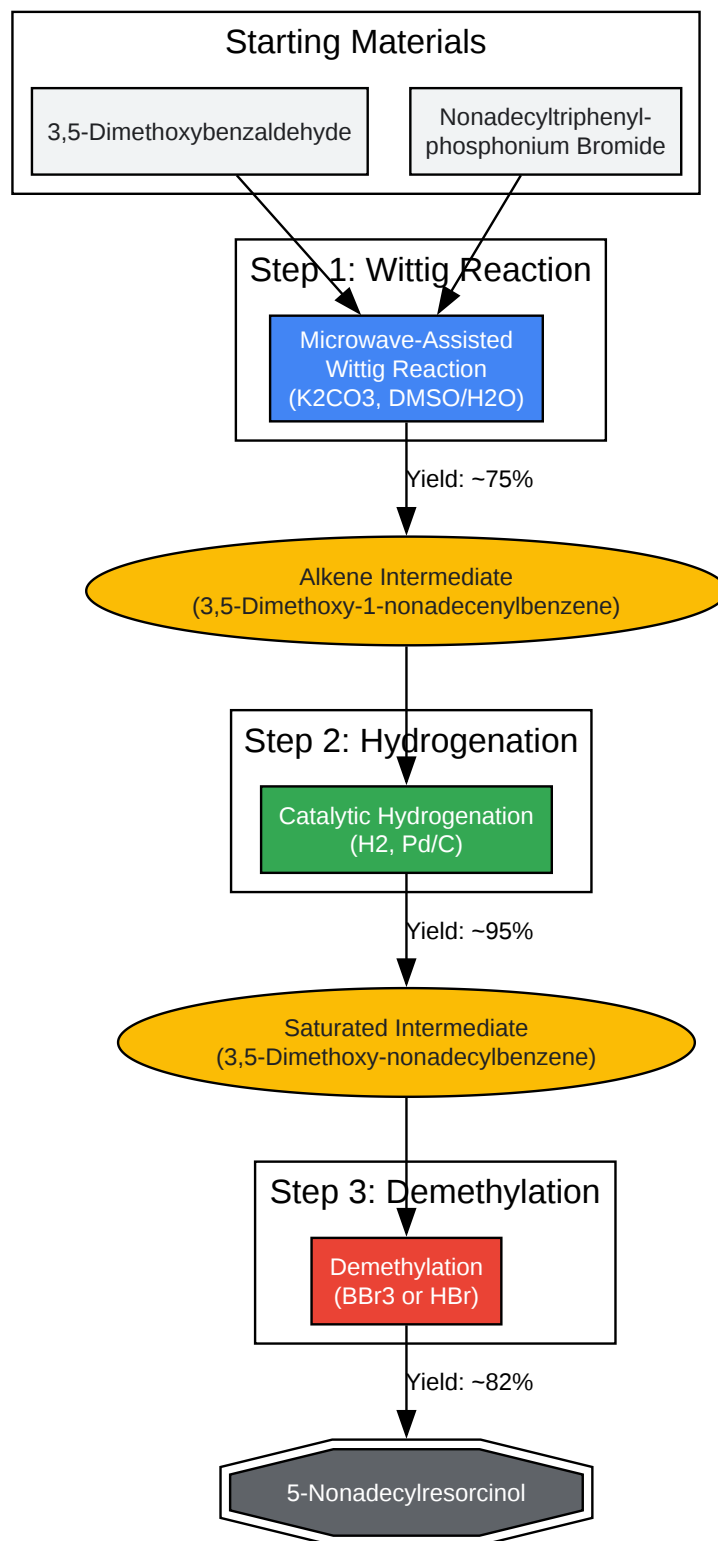 Starting Materials
3,5-Dimethoxybenzaldehyde
Nonadecyltriphenyl-
phosphonium Bromide
Step 1: Wittig Reaction
Microwave-Assisted
Wittig Reaction
(K2CO3, DMSO/H2O)
Yield: ~75%
Alkene Intermediate
(3,5-Dimethoxy-1-nonadecenylbenzene)
Step 2: Hydrogenation
Catalytic Hydrogenation
(H2, Pd/C)
Yield: ~95%
Saturated Intermediate
(3,5-Dimethoxy-nonadecylbenzene)
Step 3: Demethylation
Demethylation
(BBr3 or HBr)
Yield: ~82%
5-Nonadecylresorcinol